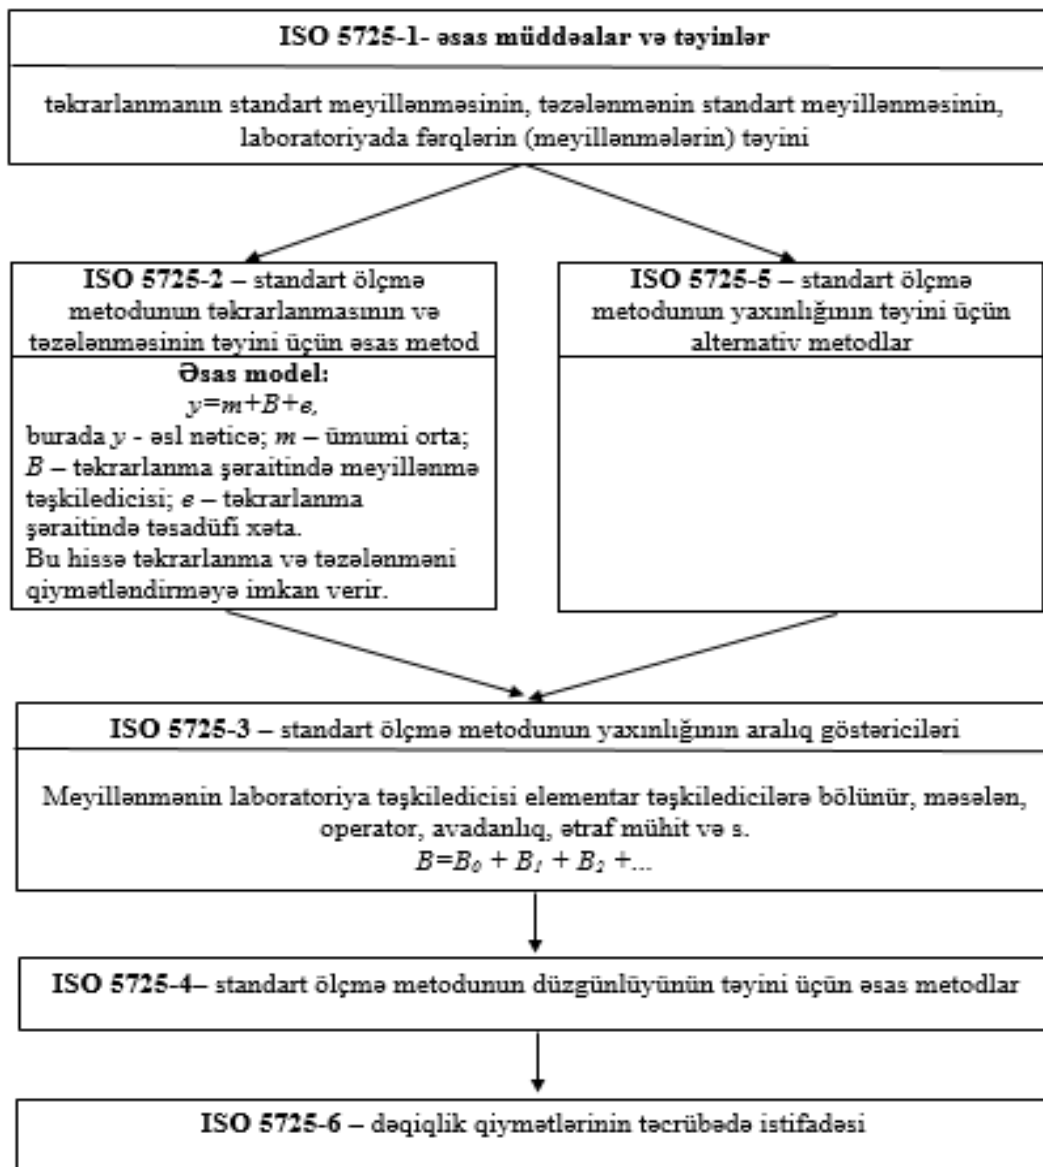 ISO 5725-1- əsas müddəalar və təyinlər
təkrarlanmanın standart meyillənməsinin, təzələnmənin standart meyillənməsinin,
laboratoriyada fərqlərin (meyillənmələrin) təyini
ISO 5725-2 – standart ölçmə
metodunun təkrarlanmasının və
təzələnməsinin təyini üçün əsas metod
Əsas model:
y=m+B+e,
burada y - əsl nəticə; m – ümumi orta;
B – təkrarlanma şəraitində meyillənmə
təşkiledicisi; e – təkrarlanma
şəraitində təsadüfi xəta.
Bu hissə təkrarlanma və təzələnməni
qiymətləndirməyə imkan verir.
ISO 5725-5 – standart ölçmə
metodunun yaxınlığının təyini üçün
alternativ metodlar
ISO 5725-3 – standart ölçmə metodunun yaxınlığının aralıq göstəriciləri
Meyillənmənin laboratoriya təşkiledicisi elementar təşkiledicilərə bölünür, məsələn,
operator, avadanlıq, ətraf mühit və s.
B=B₀ + B₁ + B₂ +...
ISO 5725-4– standart ölçmə metodunun düzgünlüyünün təyini üçün əsas metodlar
ISO 5725-6 – dəqiqlik qiymətlərinin təcrübədə istifadəsi